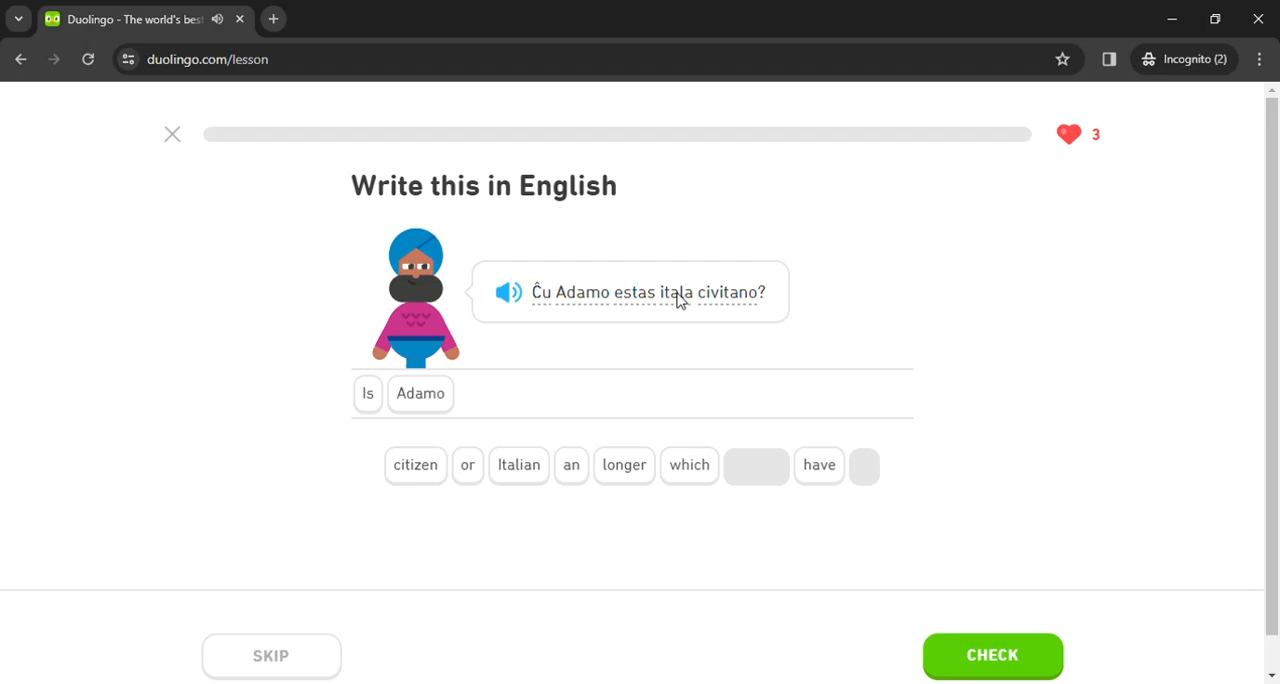 Duolingo - The world's bes
duolingo.com/lesson
Incognito (2)
3
Write this in English
Ĉu Adamo estas itala civitano?
Is Adamo
citizen or Italian an longer which have
SKIP
CHECK